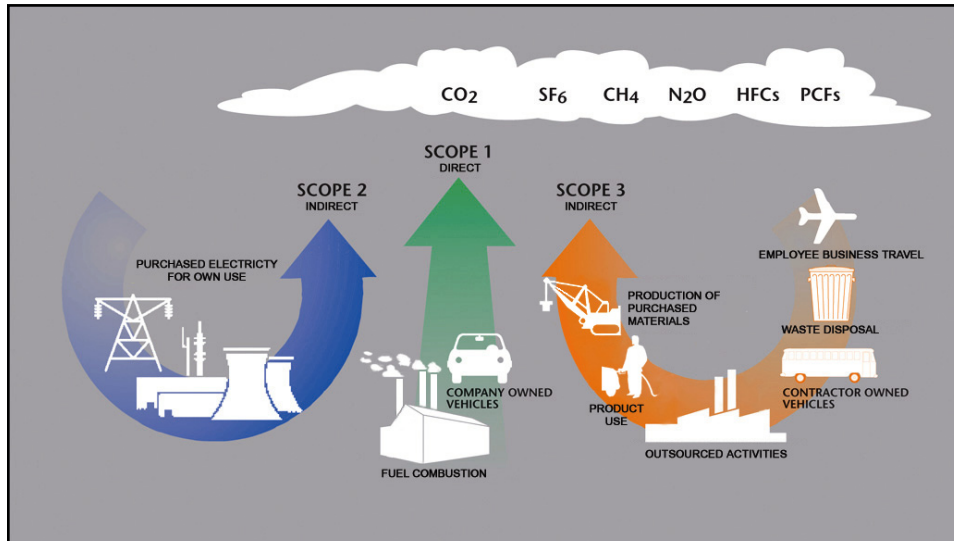 CO2 SF6 CH4 N2O HFCs PCFs
SCOPE 1
DIRECT
SCOPE 2
INDIRECT
SCOPE 3
INDIRECT
PURCHASED ELECTRICTY
FOR OWN USE
COMPANY OWNED
VEHICLES
FUEL COMBUSTION
PRODUCTION OF
PURCHASED
MATERIALS
PRODUCT
USE
OUTSOURCED ACTIVITIES
EMPLOYEE BUSINESS TRAVEL
WASTE DISPOSAL
CONTRACTOR OWNED
VEHICLES